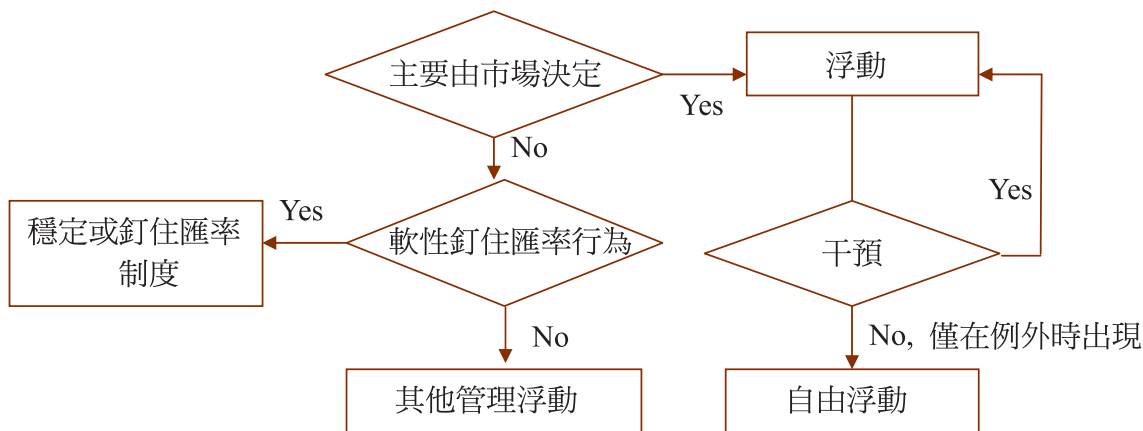 主要由市場決定
浮動
Yes
No
Yes
穩定或釘住匯率
制度
Yes
軟性釘住匯率行為
干預
No
No, 僅在例外時出現
其他管理浮動
自由浮動